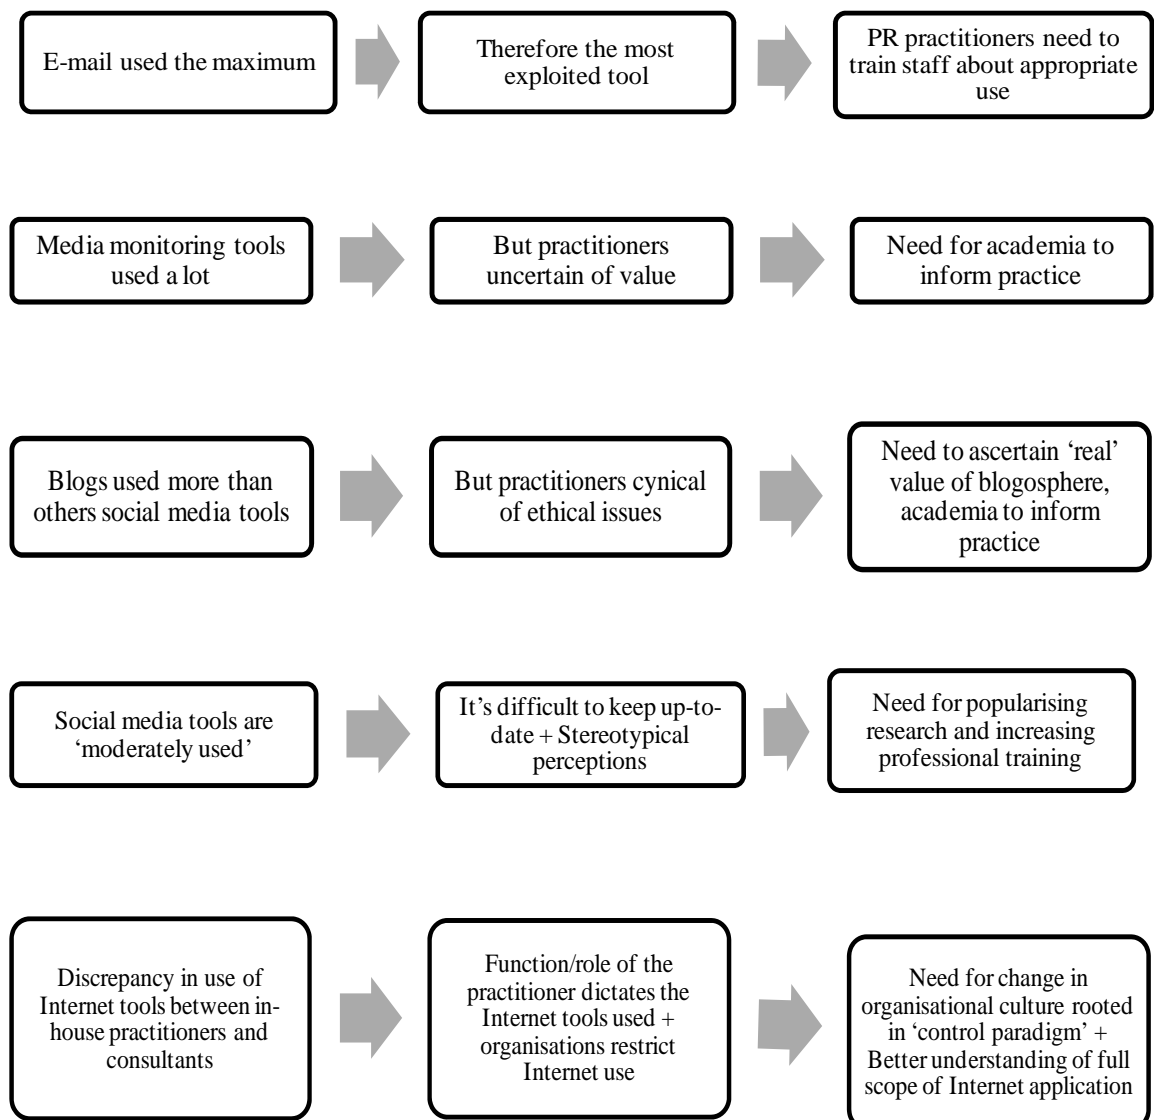 E-mail used the maximum
Therefore the most
exploited tool
PR practitioners need to
train staff about appropriate
use
Media monitoring tools
used a lot
But practitioners
uncertain of value
Need for academia to
inform practice
Blogs used more than
others social media tools
But practitioners cynical
of ethical issues
Need to ascertain ‘real’
value of blogosphere,
academia to inform
practice
Social media tools are
‘moderately used’
It’s difficult to keep up-to-
date + Stereotypical
perceptions
Need for popularising
research and increasing
professional training
Discrepancy in use of
Internet tools between in-
house practitioners and
consultants
Function/role of the
practitioner dictates the
Internet tools used +
organisations restrict
Internet use
Need for change in
organisational culture rooted
in ‘control paradigm’ +
Better understanding of full
scope of Internet application